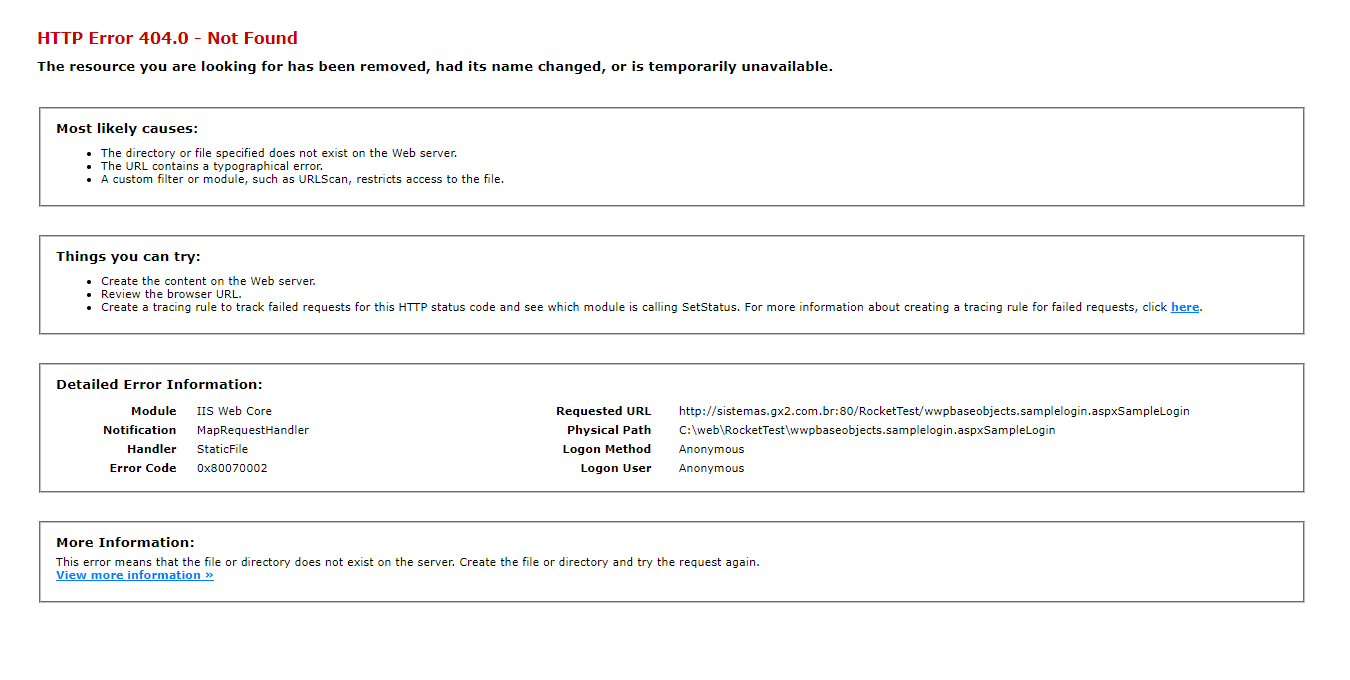 HTTP Error 404.0 - Not Found
The resource you are looking for has been removed, had its name changed, or is temporarily unavailable.
Most likely causes:
The directory or file specified does not exist on the Web server.
The URL contains a typographical error.
A custom filter or module, such as URLScan, restricts access to the file.
Things you can try:
Create the content on the Web server.
Review the browser URL.
Create a tracing rule to track failed requests for this HTTP status code and see which module is calling SetStatus. For more information about creating a tracing rule for failed requests, click here.
Detailed Error Information:
Module IIS Web Core Requested URL http://sistemas.gx2.com.br:80/RocketTest/wwpbaseobjects.samplelogin.aspxSampleLogin
Notification MapRequestHandler Physical Path C:\web\RocketTest\wwpbaseobjects.samplelogin.aspxSampleLogin
Handler StaticFile Logon Method Anonymous
Error Code 0x80070002 Logon User Anonymous
More Information:
This error means that the file or directory does not exist on the server. Create the file or directory and try the request again.
View more information »